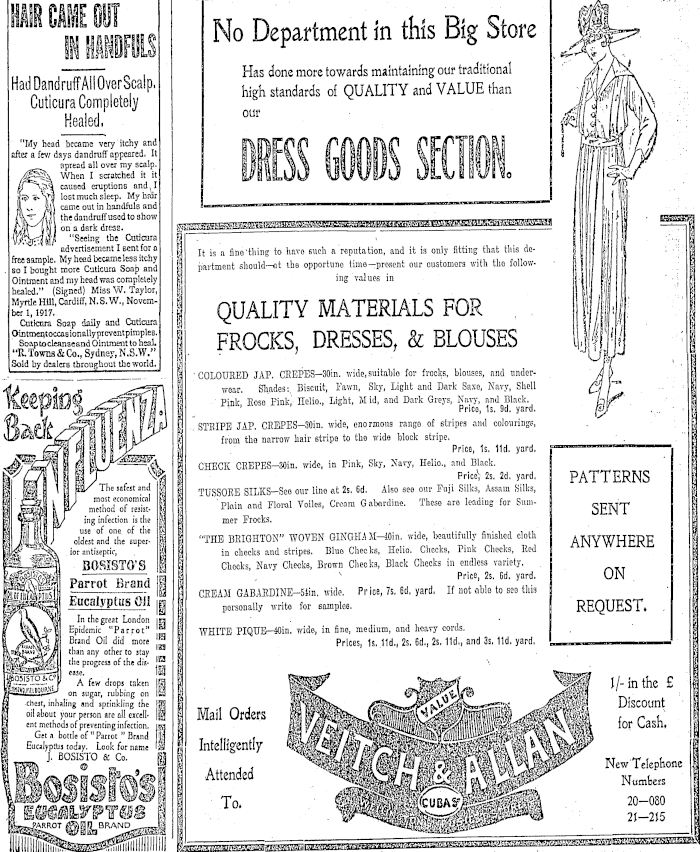 HAIR CAME OUT
IN HANDFULS
Had Dandruff All Over Scalp.
Cuticura Completely
Healed.
"My head became very itchy and
after a few days dandruff appeared. It
spread all over my scalp.
When I scratched it it
caused eruptions and I
lost much sleep. My hair
came out in handfuls and
the dandruff used to show
on a dark dress.
"Seeing the Cuticura
advertisement I sent for a
free sample. My head became less itchy
so I bought more Cuticura Soap and
Ointment and my head was completely
healed." (Signed) Miss W. Taylor,
Myrtle Hill, Cardiff, N.S.W., Novem-
ber 1, 1917.
Cuticura Soap daily and Cuticura
Ointment occasionally prevent pimples.
Soap to cleanse and Ointment to heal.
"R. Towns & Co., Sydney, N.S.W."
Sold by dealers throughout the world.
Keeping
Back
INFLUENZA
The safest and
most economical
method of resist-
ing infection is the
use of one of the
oldest and the super-
ior antiseptic,
BOSISTO'S
Parrot Brand
Eucalyptus Oil
In the great London
Epidemic "Parrot"
Brand Oil did more
than any other to stay
the progress of the dis-
ease.
A few drops taken
on sugar, rubbing on
chest, inhaling and sprinkling the
oil about your person are all excell-
ent methods of preventing infection.
Get a bottle of "Parrot" Brand
Eucalyptus today. Look for name
J. BOSISTO & Co.
BOSISTO & Co
Bosisto's
EUCALYPTUS
PARROT OIL BRAND
No Department in this Big Store
Has done more towards maintaining our traditional
high standards of QUALITY and VALUE than
our
DRESS GOODS SECTION.
It is a fine thing to have such a reputation, and it is only fitting that this de-
partment should—at the opportune time—present our customers with the follow-
ing values in
QUALITY MATERIALS FOR
FROCKS, DRESSES, & BLOUSES
COLOURED JAP. CREPES—30in. wide, suitable for frocks, blouses, and under-
wear. Shades: Biscuit, Fawn, Sky, Light and Dark Saxe, Navy, Shell
Pink, Rose Pink, Helio., Light, Mid, and Dark Greys, Navy, and Black.
Price, 1s. 9d. yard.
STRIPE JAP. CREPES—30in. wide, enormous range of stripes and colourings,
from the narrow hair stripe to the wide block stripe.
Price, 1s. 11d. yard.
CHECK CREPES—30in. wide, in Pink, Sky, Navy, Helio., and Black.
Price, 2s. 2d. yard.
TUSSORE SILKS—See our line at 2s. 6d. Also see our Fuji Silks, Assam Silks,
Plain and Floral Voiles, Cream Gabardine. These are leading for Sum-
mer Frocks.
"THE BRIGHTON" WOVEN GINGHAM—40in. wide, beautifully finished cloth
in checks and stripes. Blue Checks, Helio. Checks, Pink Checks, Red
Checks, Navy Checks, Brown Checks, Black Checks in endless variety.
Price, 2s. 6d. yard.
CREAM GABARDINE—54in. wide. Price, 7s. 6d. yard. If not able to see this
personally write for samples.
WHITE PIQUE—40in. wide, in fine, medium, and heavy cords.
Prices, 1s. 11d., 2s. 6d., 2s. 11d., and 3s. 11d. yard.
PATTERNS
SENT
ANYWHERE
ON
REQUEST.
Mail Orders
Intelligently
Attended
To.
VALUE
VEITCH & ALLAN
CUBA ST
1/- in the £
Discount
for Cash.
New Telephone
Numbers
20—080
21—215